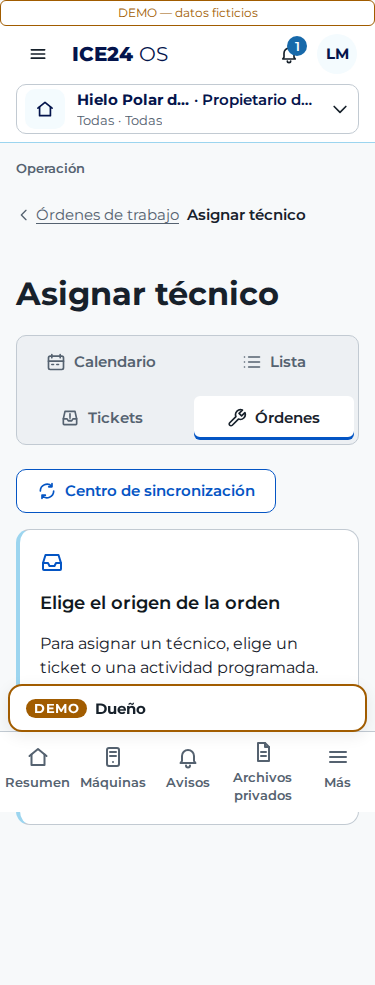 DEMO — datos ficticios
ICE24 OS
1
LM
Hielo Polar d... · Propietario d...
Todas · Todas
Operación
Órdenes de trabajo Asignar técnico
Asignar técnico
Calendario
Lista
Tickets
Órdenes
Centro de sincronización
Elige el origen de la orden
Para asignar un técnico, elige un
ticket o una actividad programada.
DEMO Dueño
Resumen
Máquinas
Avisos
Archivos
privados
Más